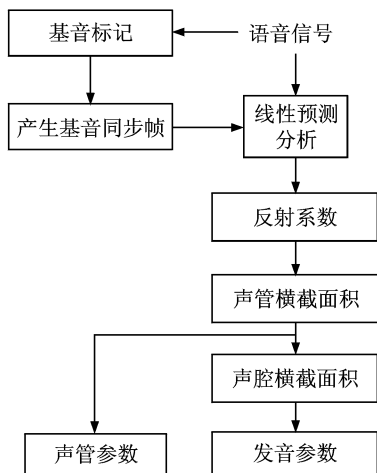 基音标记
语音信号
产生基音同步帧
线性预测
分析
反射系数
声管横截面积
声腔横截面积
声管参数
发音参数